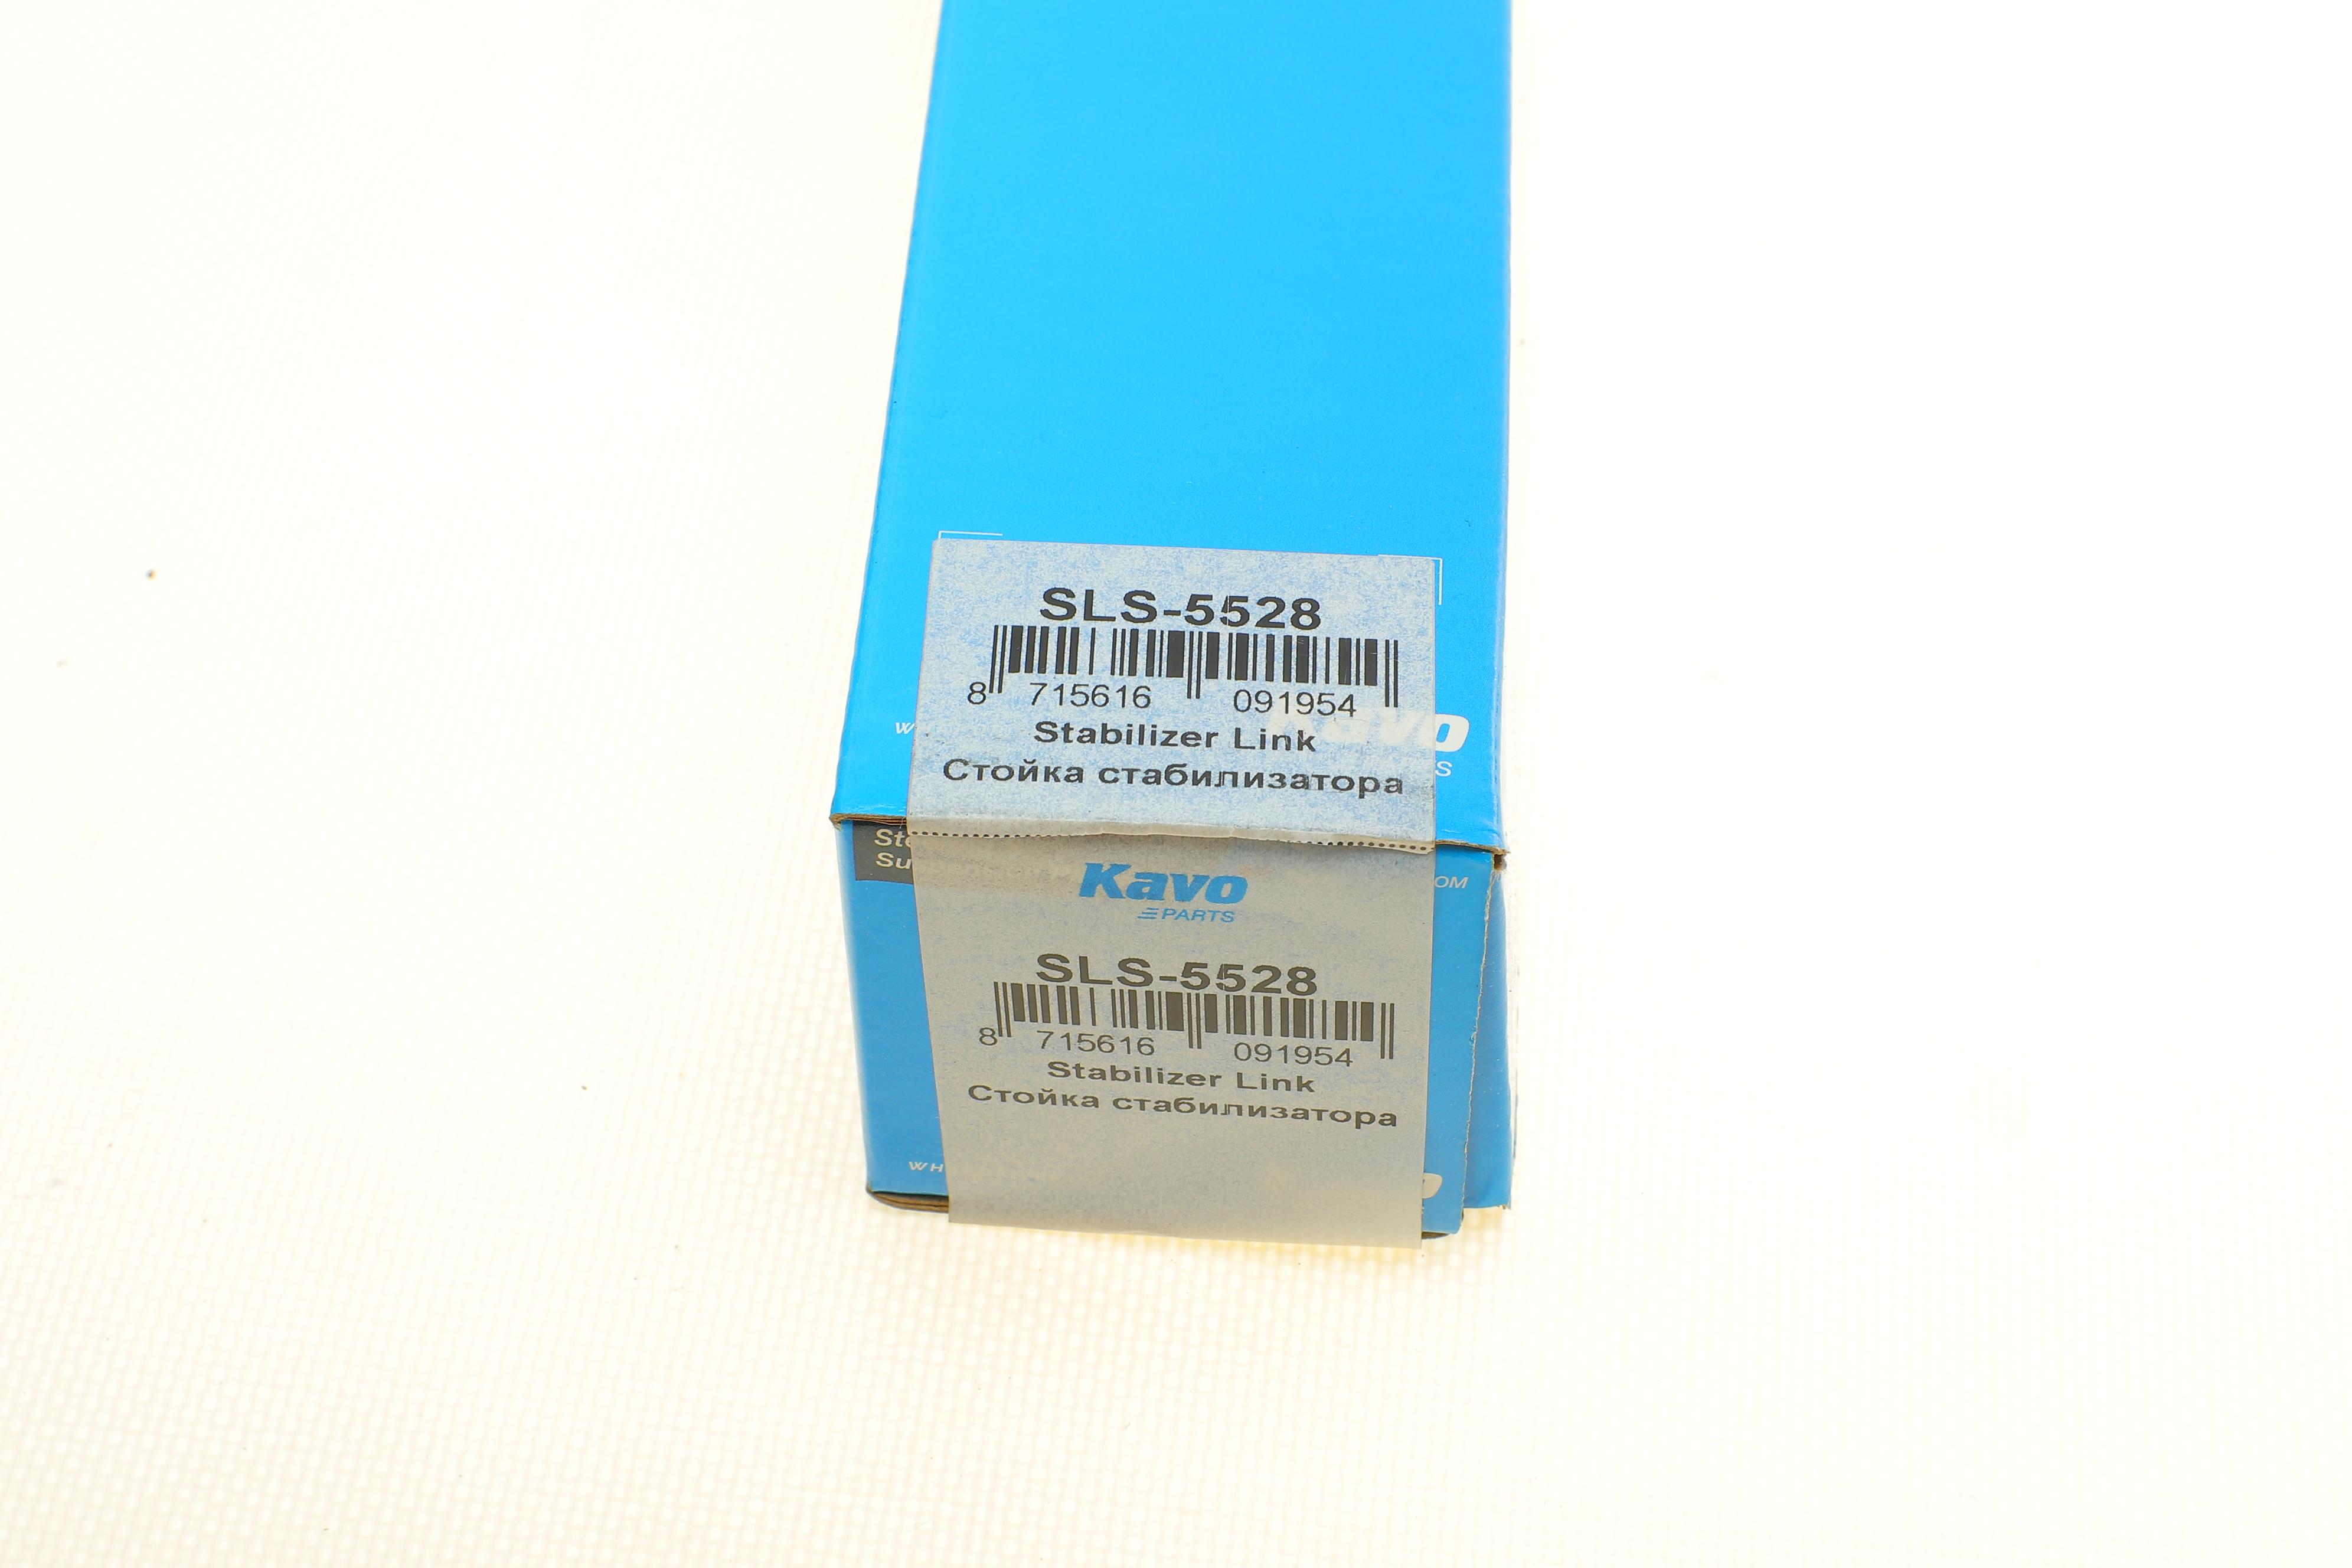 SLS-5528
8 715616 091954
Stabilizer Link
Стойка стабилизатора
Kavo
PARTS
SLS-5528
8 715616 091954
Stabilizer Link
Стойка стабилизатора